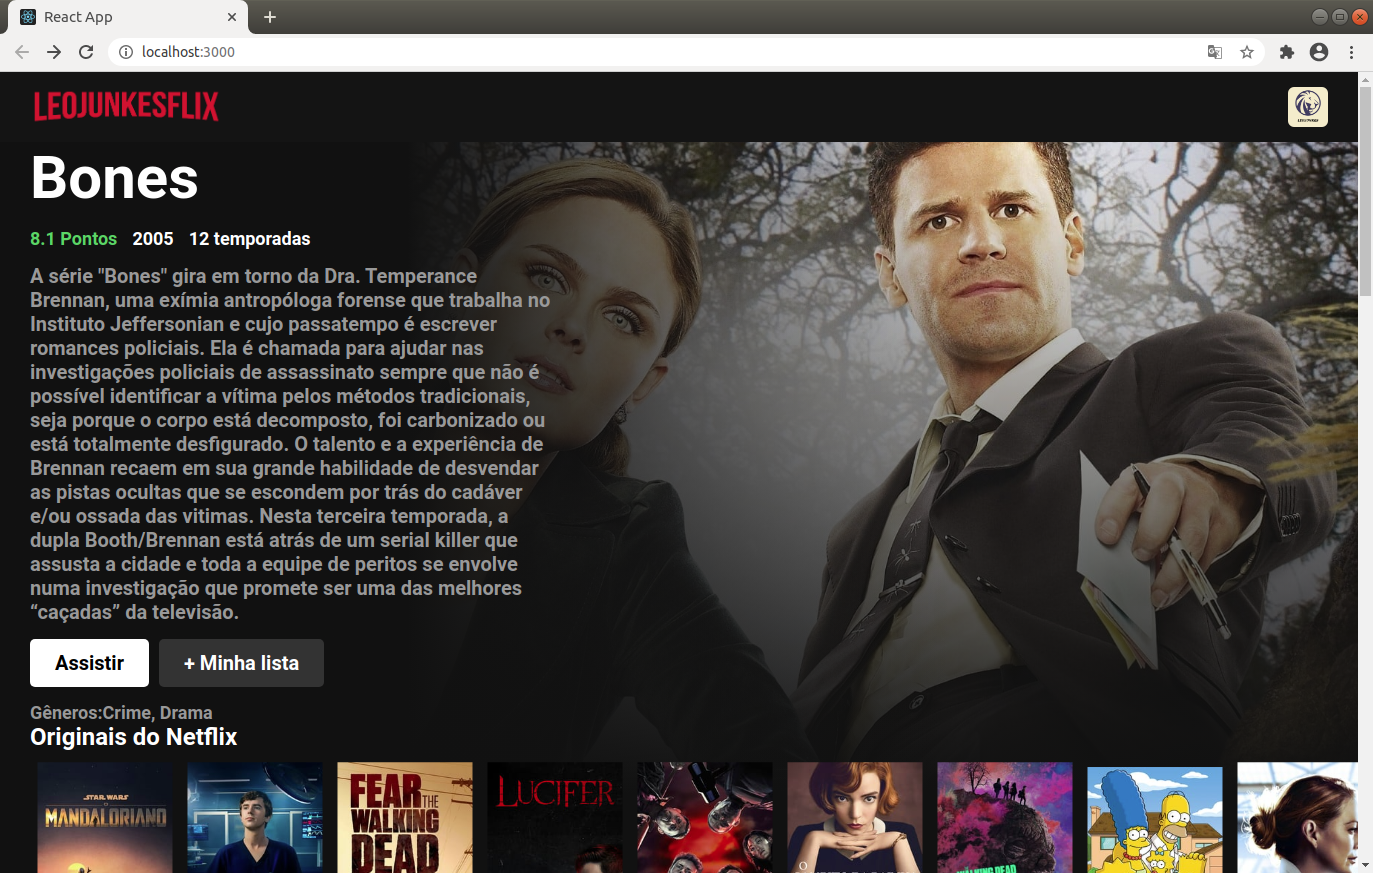 React App
localhost:3000
LEOJUNKESFLIX
Bones
8.1 Pontos 2005 12 temporadas
A série "Bones" gira em torno da Dra. Temperance
Brennan, uma exímia antropóloga forense que trabalha no
Instituto Jeffersonian e cujo passatempo é escrever
romances policiais. Ela é chamada para ajudar nas
investigações policiais de assassinato sempre que não é
possível identificar a vítima pelos métodos tradicionais,
seja porque o corpo está decomposto, foi carbonizado ou
está totalmente desfigurado. O talento e a experiência de
Brennan recaem em sua grande habilidade de desvendar
as pistas ocultas que se escondem por trás do cadáver
e/ou ossada das vitimas. Nesta terceira temporada, a
dupla Booth/Brennan está atrás de um serial killer que
assusta a cidade e toda a equipe de peritos se envolve
numa investigação que promete ser uma das melhores
“caçadas” da televisão.
Assistir + Minha lista
Gêneros:Crime, Drama
Originais do Netflix
STAR WARS
MANDALORIANO
FEAR THE
WALKING
DEAD
LUCIFER
O
WALKING DEAD